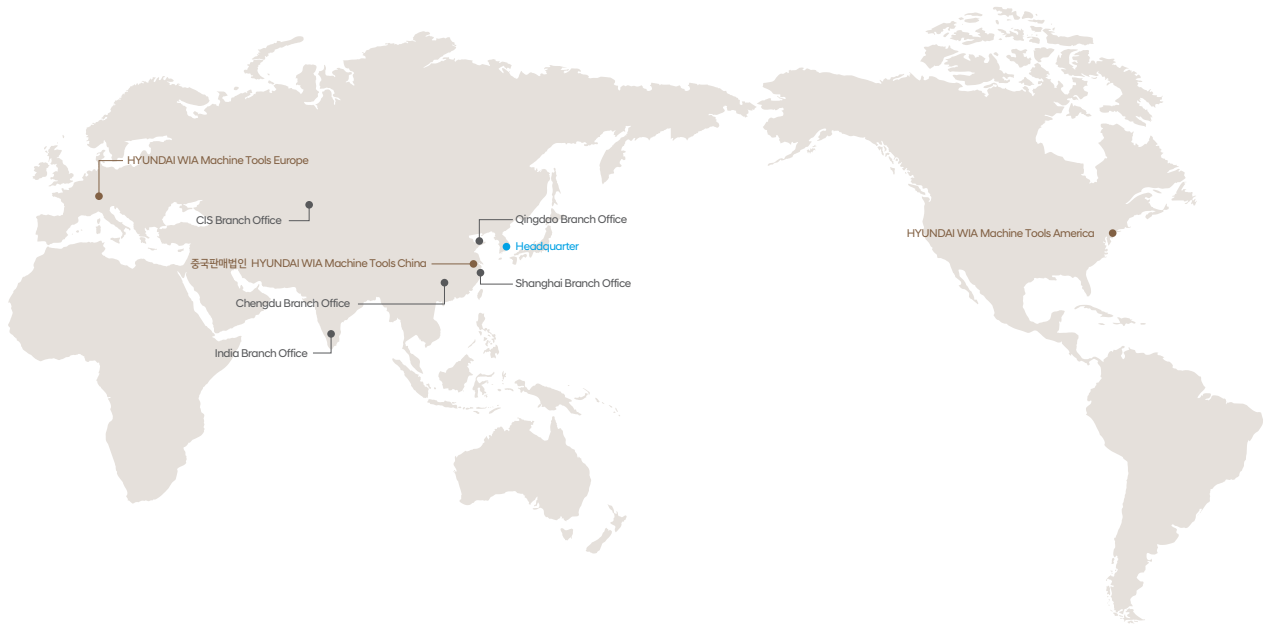 HYUNDAI WIA Machine Tools Europe
CIS Branch Office
Qingdao Branch Office
HYUNDAI WIA Machine Tools America
Headquarter
중국판매법인 HYUNDAI WIA Machine Tools China
Shanghai Branch Office
Chengdu Branch Office
India Branch Office